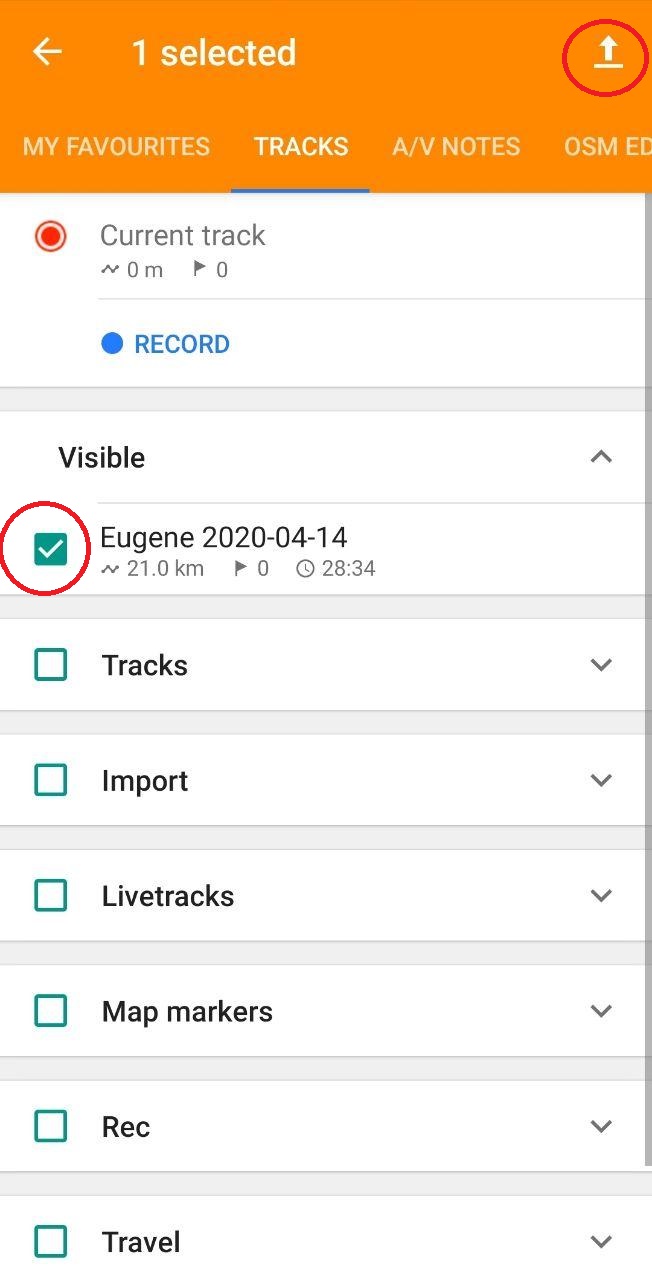 1 selected
MY FAVOURITES TRACKS A/V NOTES OSM ED
Current track
0 m 0
RECORD
Visible
Eugene 2020-04-14
21.0 km 0 28:34
Tracks
Import
Livetracks
Map markers
Rec
Travel